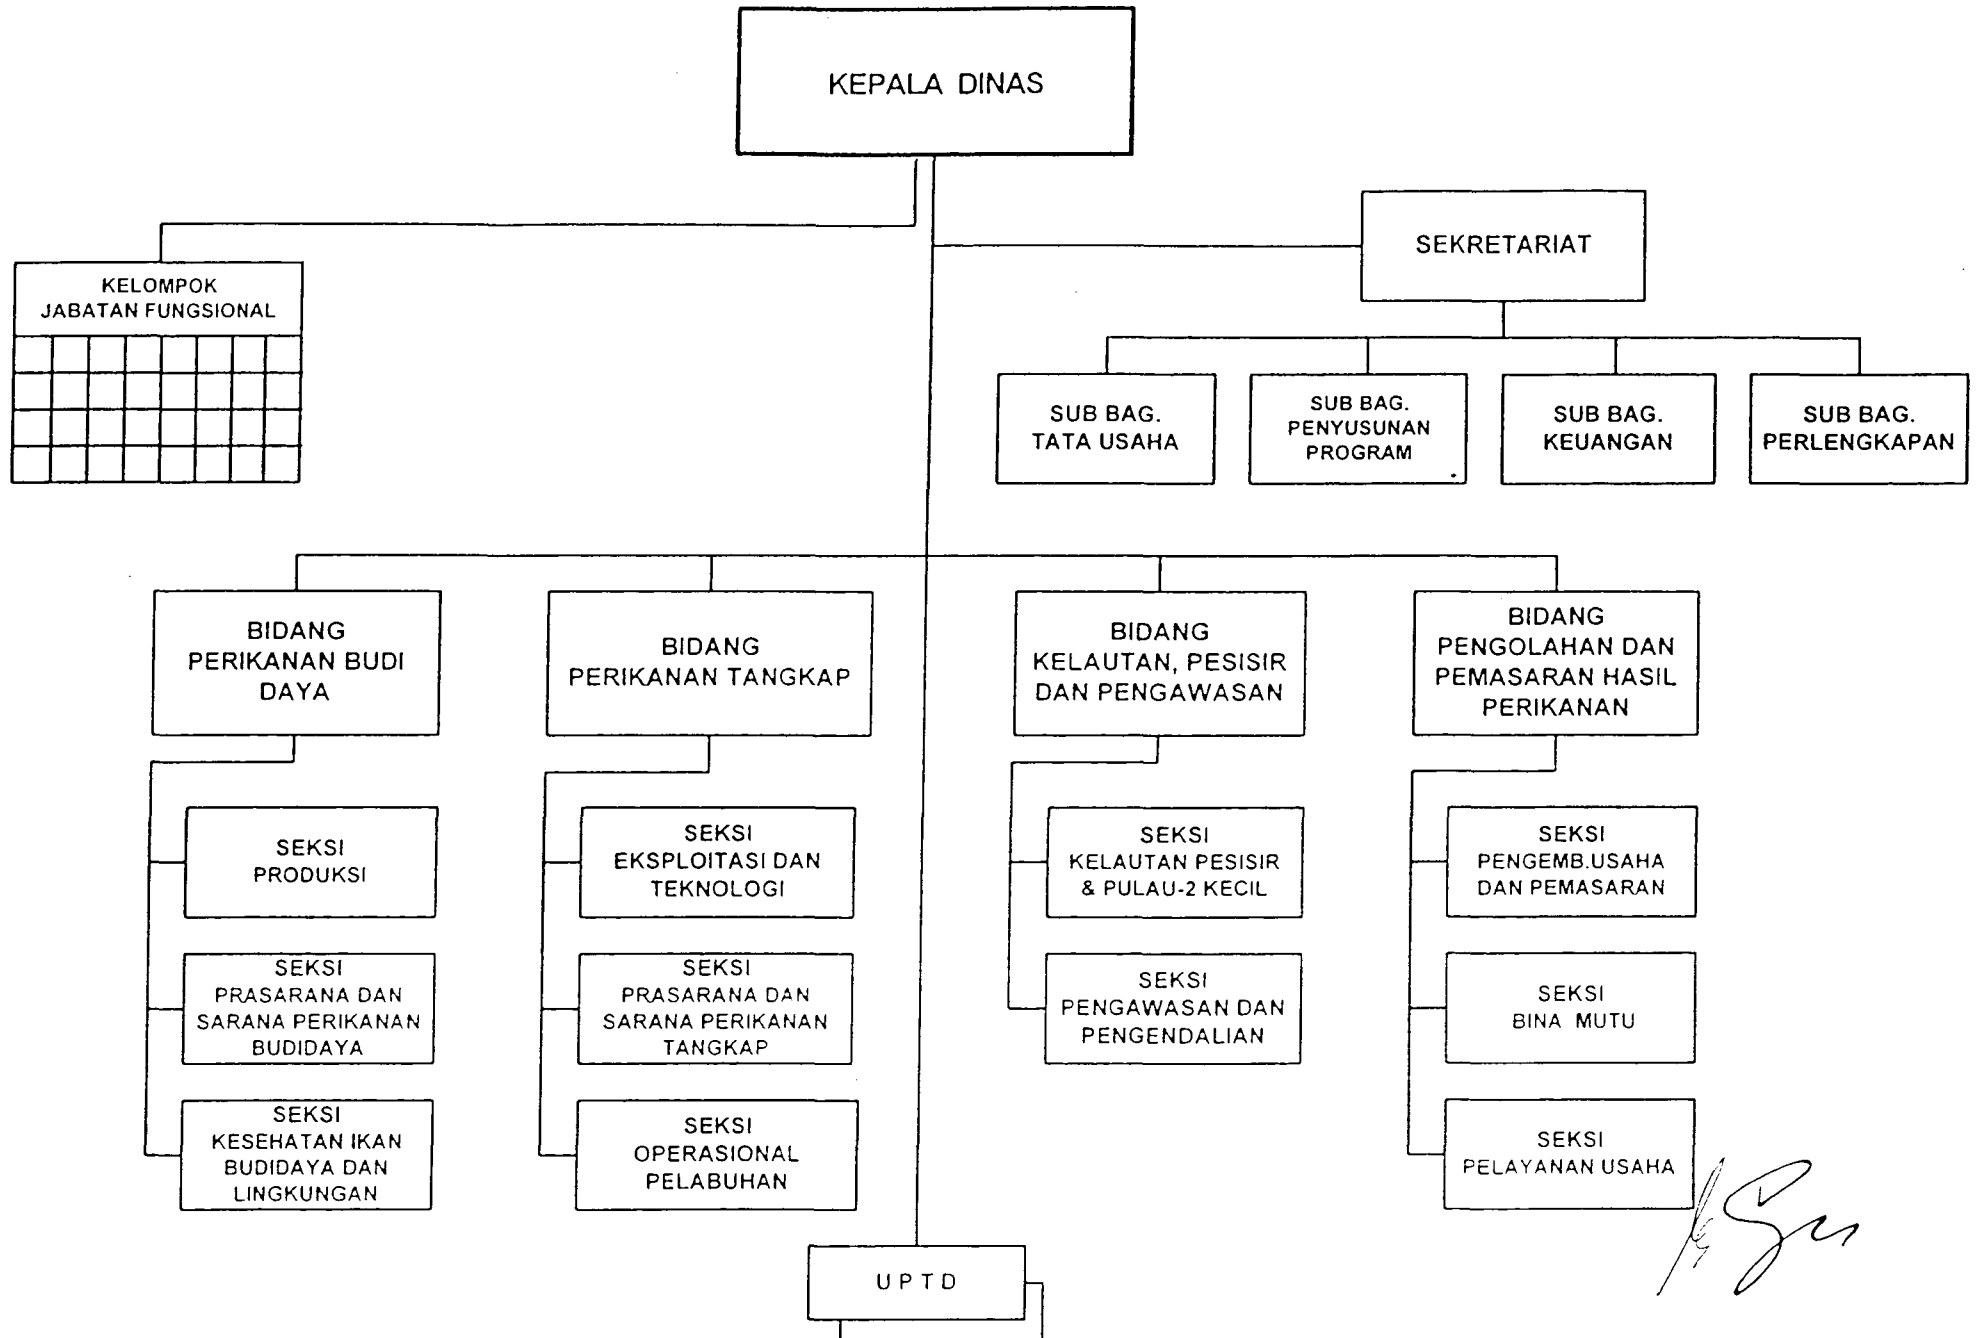 KEPALA DINAS
SEKRETARIAT
KELOMPOK
JABATAN FUNGSIONAL
SUB BAG.
TATA USAHA
SUB BAG.
PENYUSUNAN
PROGRAM
SUB BAG.
KEUANGAN
SUB BAG.
PERLENGKAPAN
BIDANG
PERIKANAN BUDI
DAYA
BIDANG
PERIKANAN TANGKAP
BIDANG
KELAUTAN, PESISIR
DAN PENGAWASAN
BIDANG
PENGOLAHAN DAN
PEMASARAN HASIL
PERIKANAN
SEKSI
PRODUKSI
SEKSI
PRASARANA DAN
SARANA PERIKANAN
BUDIDAYA
SEKSI
KESEHATAN IKAN
BUDIDAYA DAN
LINGKUNGAN
SEKSI
EKSPLOITASI DAN
TEKNOLOGI
SEKSI
PRASARANA DAN
SARANA PERIKANAN
TANGKAP
SEKSI
OPERASIONAL
PELABUHAN
SEKSI
KELAUTAN PESISIR
& PULAU-2 KECIL
SEKSI
PENGAWASAN DAN
PENGENDALIAN
SEKSI
PENGEMB.USAHA
DAN PEMASARAN
SEKSI
BINA MUTU
SEKSI
PELAYANAN USAHA
U P T D